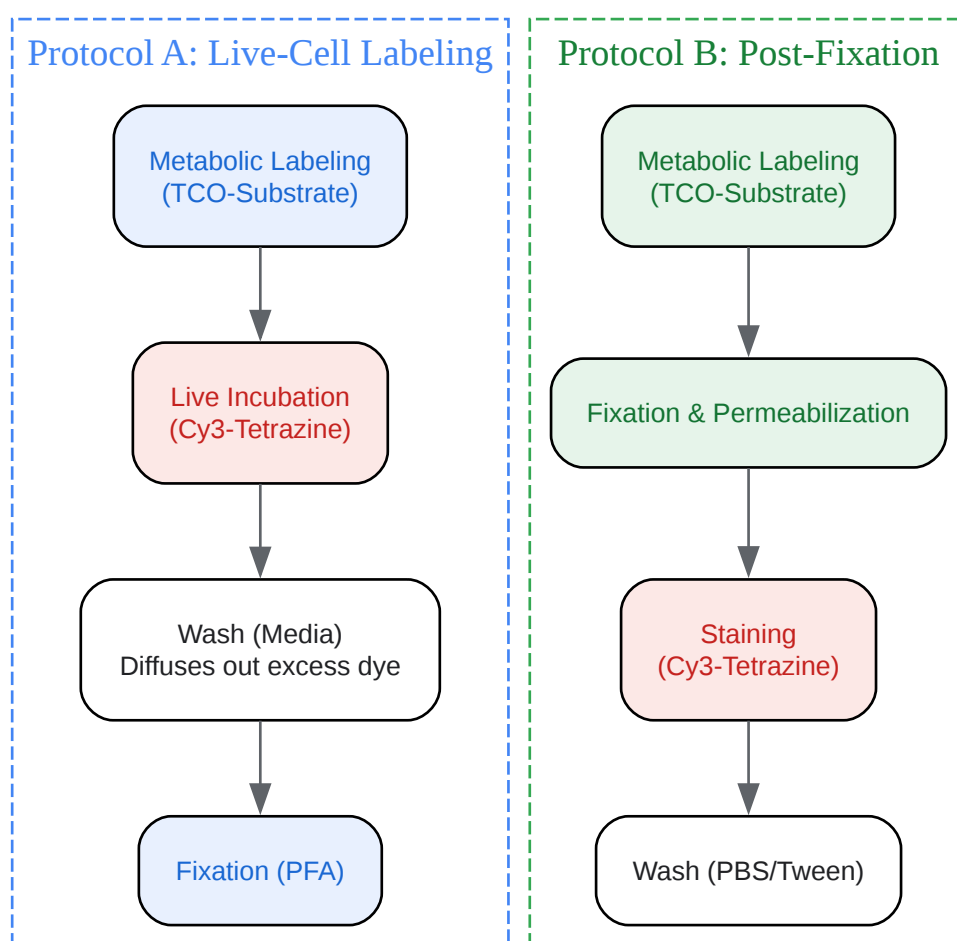 Protocol A: Live-Cell Labeling
Metabolic Labeling
(TCO-Substrate)
Live Incubation
(Cy3-Tetrazine)
Wash (Media)
Diffuses out excess dye
Fixation (PFA)
Protocol B: Post-Fixation
Metabolic Labeling
(TCO-Substrate)
Fixation & Permeabilization
Staining
(Cy3-Tetrazine)
Wash (PBS/Tween)